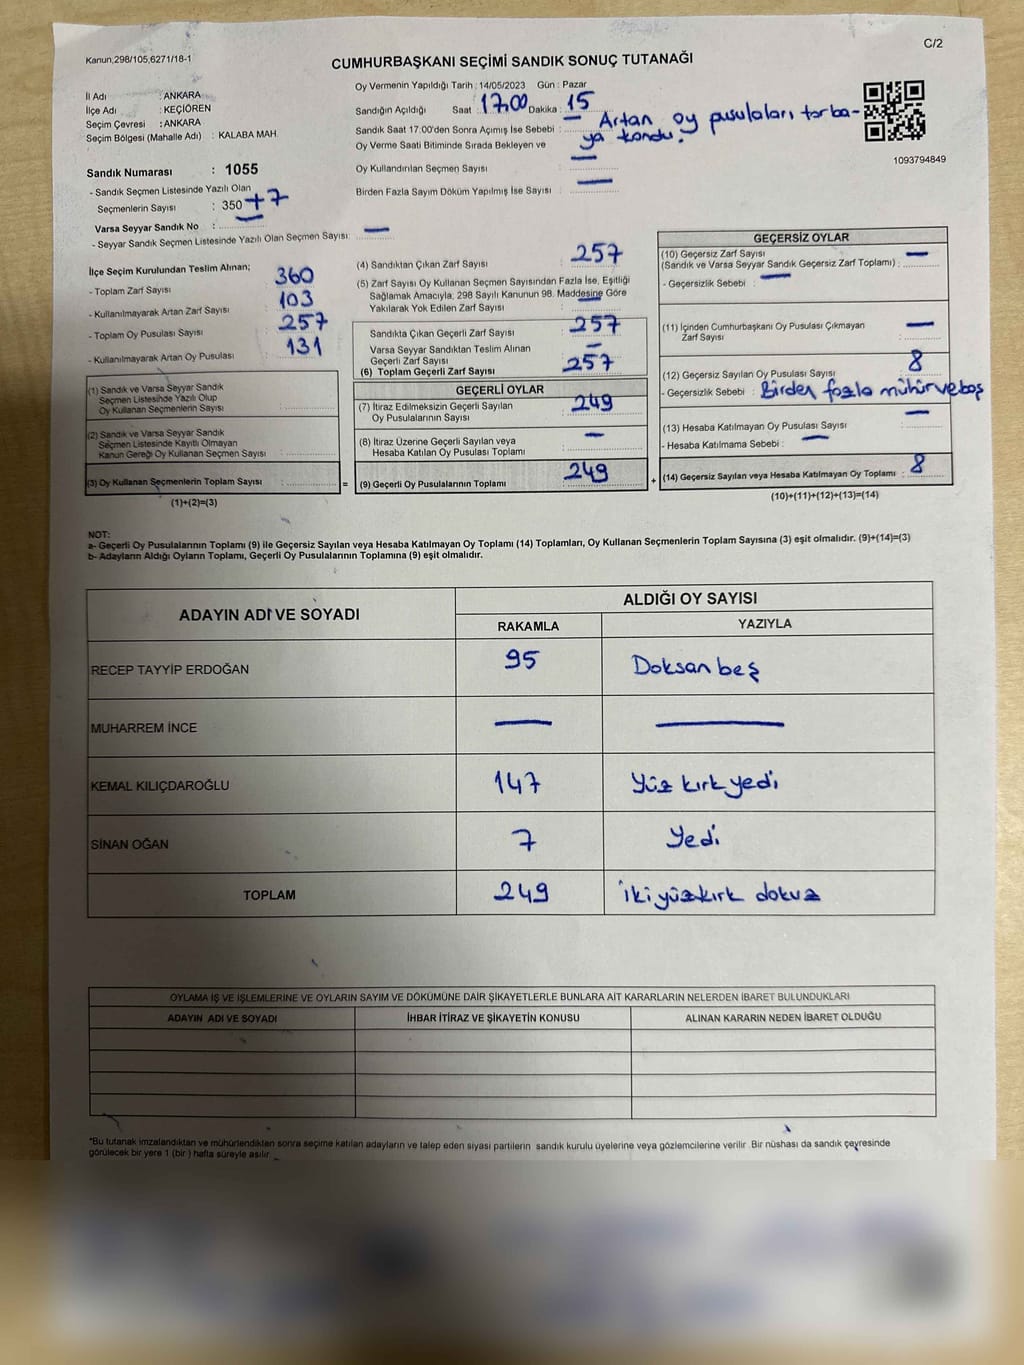 Kanun,298/105,6271/18-1
C/2
CUMHURBAŞKANI SEÇİMİ SANDIK SONUÇ TUTANAĞI
İl Adı : ANKARA
İlçe Adı : KEÇİÖREN
Seçim Çevresi : ANKARA
Seçim Bölgesi (Mahalle Adı) : KALABA MAH.
Sandık Numarası : 1055
- Sandık Seçmen Listesinde Yazılı Olan
Seçmenlerin Sayısı : 350 +7
Varsa Seyyar Sandık No :
- Seyyar Sandık Seçmen Listesinde Yazılı Olan Seçmen Sayısı: —
Oy Vermenin Yapıldığı Tarih : 14/05/2023 Gün : Pazar
Sandığın Açıldığı Saat : 17.00 Dakika : 15
Sandık Saat 17:00'den Sonra Açımış İse Sebebi : —
Artan oy pusulaları torba-
ya kondu.
Oy Verme Saati Bitiminde Sırada Bekleyen ve
Oy Kullandırılan Seçmen Sayısı : —
Birden Fazla Sayım Döküm Yapılmış İse Sayısı : —
1093794849
İlçe Seçim Kurulundan Teslim Alınan;
- Toplam Zarf Sayısı : 360
- Kullanılmayarak Artan Zarf Sayısı : 103
- Toplam Oy Pusulası Sayısı : 257
- Kullanılmayarak Artan Oy Pusulası : 131
(1) Sandık ve Varsa Seyyar Sandık
Seçmen Listesinde Yazılı Olup
Oy Kullanan Seçmenlerin Sayısı :
(2) Sandık ve Varsa Seyyar Sandık
Seçmen Listesinde Kayıtlı Olmayan
Kanun Gereği Oy Kullanan Seçmen Sayısı :
(3) Oy Kullanan Seçmenlerin Toplam Sayısı : =
(1)+(2)=(3)
(4) Sandıktan Çıkan Zarf Sayısı : 257
(5) Zarf Sayısı Oy Kullanan Seçmen Sayısından Fazla İse, Eşitliği
Sağlamak Amacıyla, 298 Sayılı Kanunun 98. Maddesine Göre
Yakılarak Yok Edilen Zarf Sayısı : —
Sandıkta Çıkan Geçerli Zarf Sayısı : 257
Varsa Seyyar Sandıktan Teslim Alınan
Geçerli Zarf Sayısı : —
(6) Toplam Geçerli Zarf Sayısı : 257
GEÇERLİ OYLAR
(7) İtiraz Edilmeksizin Geçerli Sayılan
Oy Pusulasının Sayısı : 249
(8) İtiraz Üzerine Geçerli Sayılan veya
Hesaba Katılan Oy Pusulası Toplamı : —
(9) Geçerli Oy Pusulalarının Toplamı : 249 +
GEÇERSİZ OYLAR
(10) Geçersiz Zarf Sayısı
(Sandık ve Varsa Seyyar Sandık Geçersiz Zarf Toplamı) : —
- Geçersizlik Sebebi : —
(11) İçinden Cumhurbaşkanı Oy Pusulası Çıkmayan
Zarf Sayısı : —
(12) Geçersiz Sayılan Oy Pusulası Sayısı : 8
- Geçersizlik Sebebi : Birden fazla mühür ve boş
(13) Hesaba Katılmayan Oy Pusulası Sayısı : —
- Hesaba Katılmama Sebebi : —
(14) Geçersiz Sayılan veya Hesaba Katılmayan Oy Toplamı : 8
(10)+(11)+(12)+(13)=(14)
NOT:
a- Geçerli Oy Pusulalarının Toplamı (9) ile Geçersiz Sayılan veya Hesaba Katılmayan Oy Toplamı (14) Toplamları, Oy Kullanan Seçmenlerin Toplam Sayısına (3) eşit olmalıdır. (9)+(14)=(3)
b- Adayların Aldığı Oyların Toplamı, Geçerli Oy Pusulalarının Toplamına (9) eşit olmalıdır.
ADAYIN ADI VE SOYADI
ALDIĞI OY SAYISI
RAKAMLA YAZIYLA
RECEP TAYYİP ERDOĞAN 95 Doksan beş
MUHARREM İNCE — —
KEMAL KILIÇDAROĞLU 147 Yüz kırk yedi
SİNAN OĞAN 7 Yedi
TOPLAM 249 İki yüz kırk dokuz
OYLAMA İŞ VE İŞLEMLERİNE VE OYLARIN SAYIM VE DÖKÜMÜNE DAİR ŞİKAYETLERLE BUNLARA AİT KARARLARIN NELERDEN İBARET BULUNDUKLARI
ADAYIN ADI VE SOYADI İHBAR İTİRAZ VE ŞİKAYETİN KONUSU ALINAN KARARIN NEDEN İBARET OLDUĞU
*Bu tutanak imzalandıktan ve mühürlendikten sonra seçime katılan adayların ve talep eden siyasi partilerin sandık kurulu üyelerine veya gözlemcilerine verilir. Bir nüshası da sandık çevresinde
görülecek bir yere 1 (bir ) hafta süreyle asılır.